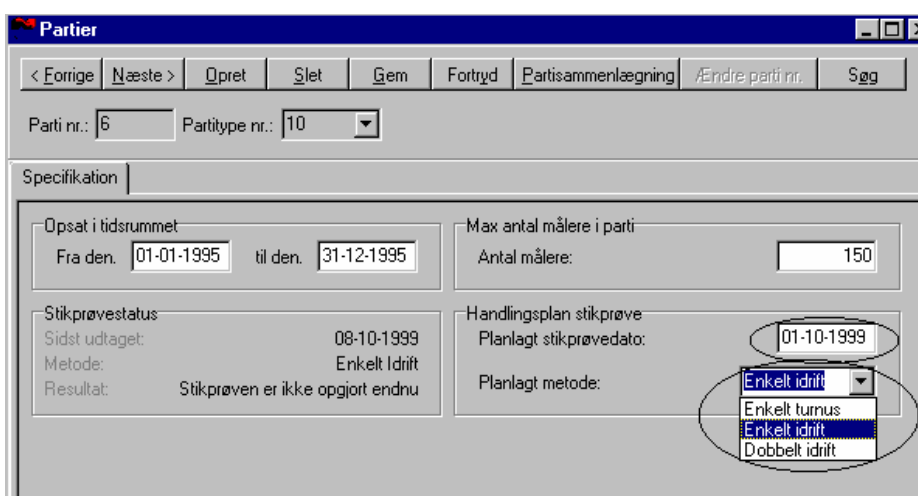 Partier
< Forrige Næste > Opret Slet Gem Fortryd Partisammenlægning Ændre parti nr. Søg
Parti nr.: 6 Partitype nr.: 10
Specifikation
Opsat i tidsrummet
Fra den. 01-01-1995 til den. 31-12-1995
Max antal målere i parti
Antal målere: 150
Stikprøvestatus
Sidst udtaget: 08-10-1999
Metode: Enkelt Idrift
Resultat: Stikprøven er ikke opgjort endnu
Handlingsplan stikprøve
Planlagt stikprøvedato: 01-10-1999
Planlagt metode: Enkelt idrift
Enkelt turnus
Enkelt idrift
Dobbelt idrift